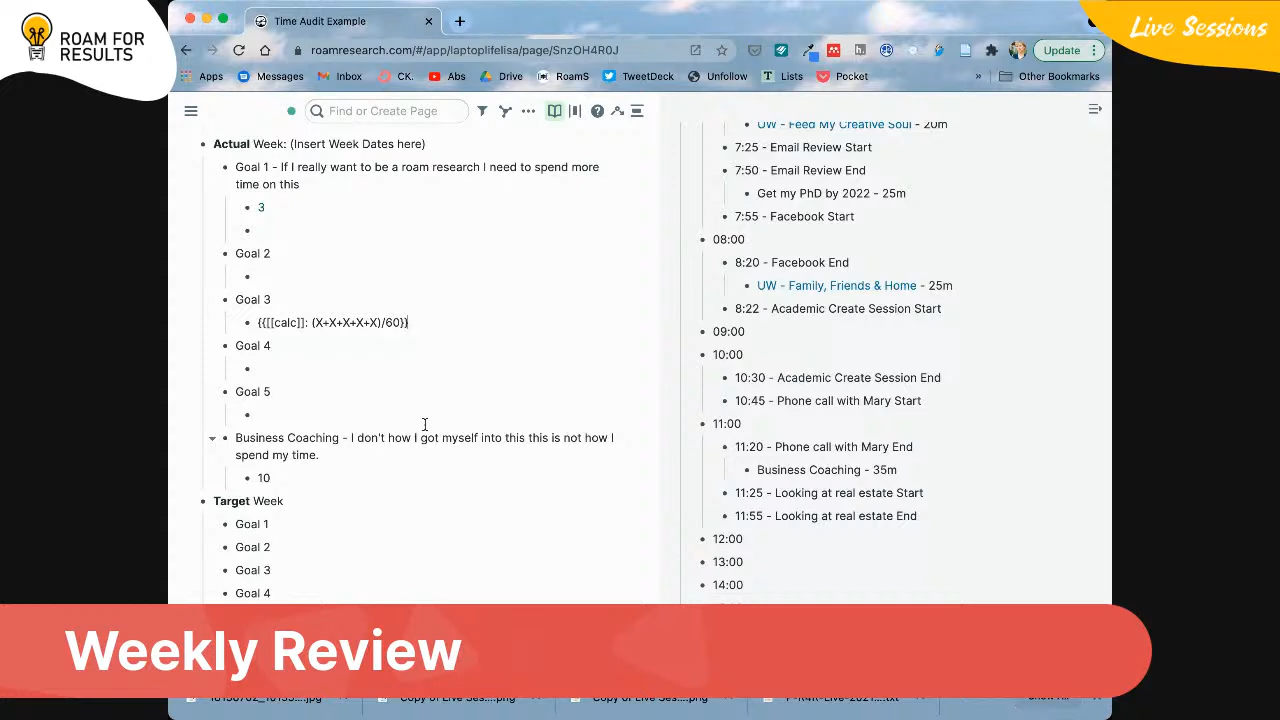 ROAM FOR
RESULTS
Live Sessions
Time Audit Example
roamresearch.com/#/app/laptoplifelisa/page/SnzOH4R0J
Update
Apps
Messages
Inbox
CK.
Abs
Drive
RoamS
TweetDeck
Unfollow
Lists
Pocket
»
Other Bookmarks
Find or Create Page
Actual Week: (Insert Week Dates here)
Goal 1 - If I really want to be a roam research I need to spend more
time on this
3
Goal 2
Goal 3
{{[[calc]]: (X+X+X+X+X)/60}}
Goal 4
Goal 5
Business Coaching - I don't how I got myself into this this is not how I
spend my time.
10
Target Week
Goal 1
Goal 2
Goal 3
Goal 4
UW - Feed My Creative Soul - 20m
7:25 - Email Review Start
7:50 - Email Review End
Get my PhD by 2022 - 25m
7:55 - Facebook Start
08:00
8:20 - Facebook End
UW - Family, Friends & Home - 25m
8:22 - Academic Create Session Start
09:00
10:00
10:30 - Academic Create Session End
10:45 - Phone call with Mary Start
11:00
11:20 - Phone call with Mary End
Business Coaching - 35m
11:25 - Looking at real estate Start
11:55 - Looking at real estate End
12:00
13:00
14:00
Weekly Review